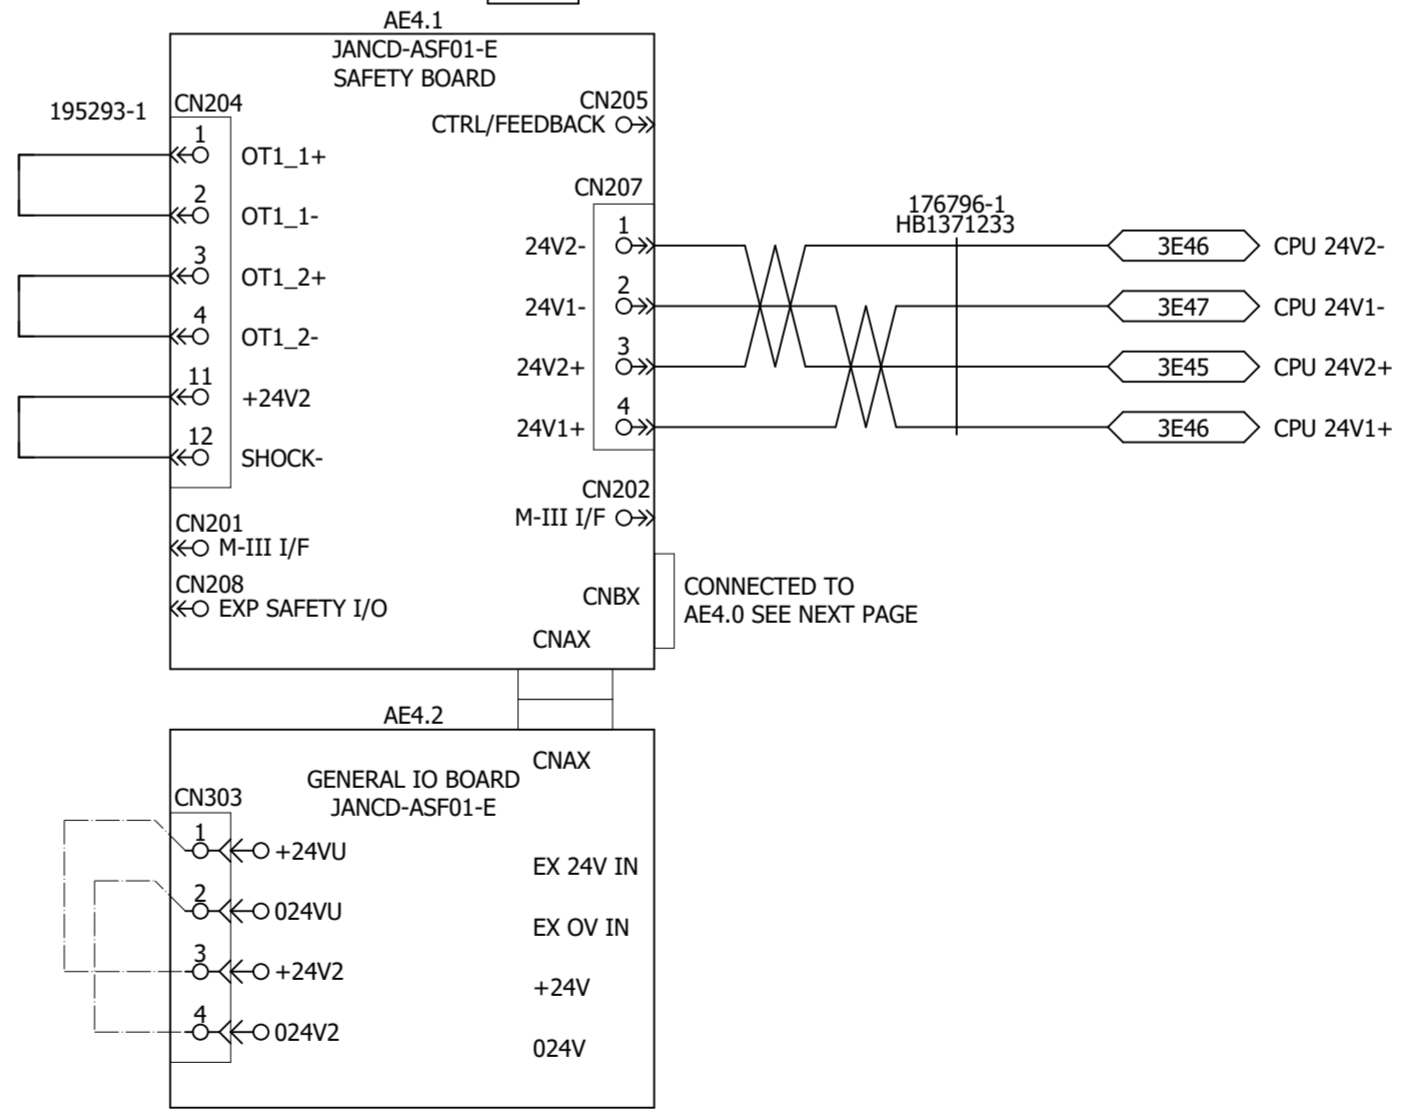 AE4.1
JANCD-ASF01-E
SAFETY BOARD
195293-1
CN204
1
OT1_1+
2
OT1_1-
3
OT1_2+
4
OT1_2-
11
+24V2
12
SHOCK-
CN201
M-III I/F
CN208
EXP SAFETY I/O
CN205
CTRL/FEEDBACK
CN207
1
24V2-
2
24V1-
3
24V2+
4
24V1+
176796-1
HB1371233
3E46 CPU 24V2-
3E47 CPU 24V1-
3E45 CPU 24V2+
3E46 CPU 24V1+
CN202
M-III I/F
CNBX
CONNECTED TO
AE4.0 SEE NEXT PAGE
CNAX
AE4.2
CNAX
GENERAL IO BOARD
JANCD-ASF01-E
CN303
1
+24VU
2
024VU
3
+24V2
4
024V2
EX 24V IN
EX OV IN
+24V
024V